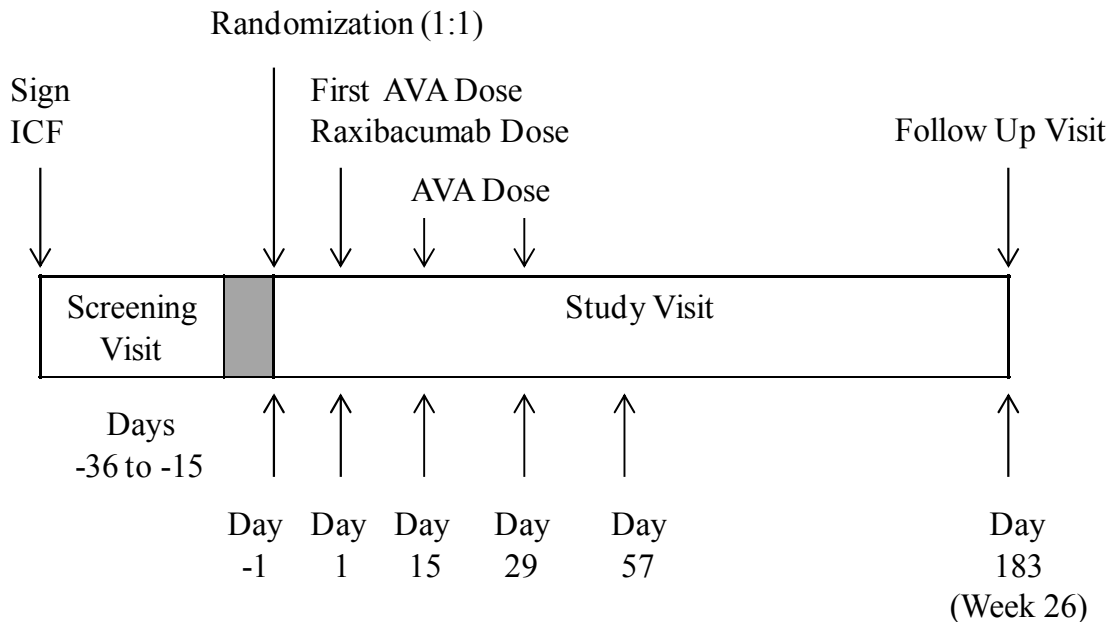 Randomization (1:1)
Sign
ICF
First AVA Dose
Raxibacumab Dose
Follow Up Visit
AVA Dose
Screening
Visit
Study Visit
Days
-36 to -15
Day
-1
Day
1
Day
15
Day
29
Day
57
Day
183
(Week 26)